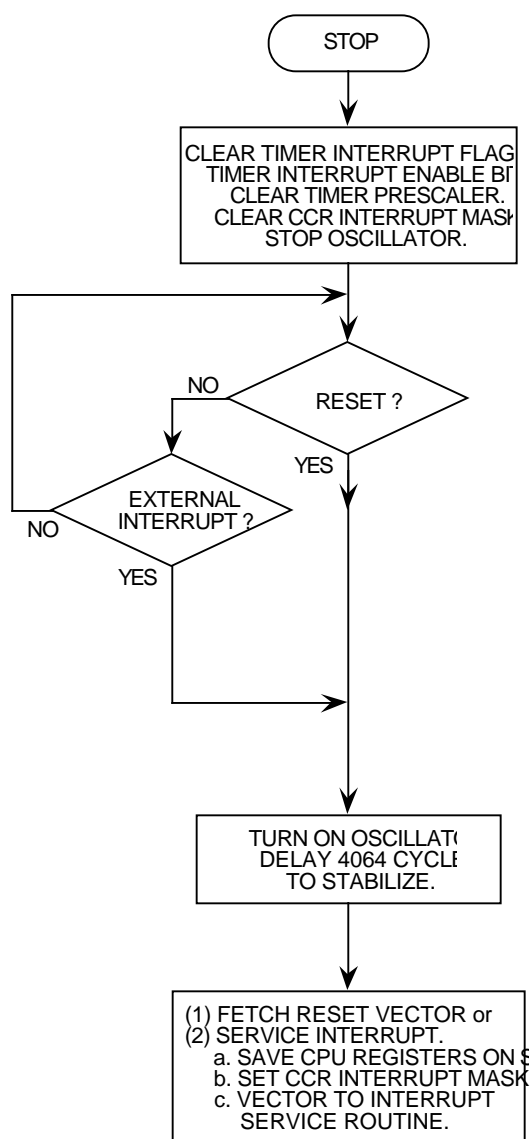 STOP
CLEAR TIMER INTERRUPT FLAG
TIMER INTERRUPT ENABLE
CLEAR TIMER PRESCALER.
CLEAR CCR INTERRUPT
STOP OSCILLATOR.
RESET ?
NO
YES
EXTERNAL
INTERRUPT ?
NO
YES
TURN ON
DELAY 4064
TO STABILIZE.
(1) FETCH RESET VECTOR or
(2) SERVICE INTERRUPT.
a. SAVE CPU REGISTERS ON
b. SET CCR INTERRUPT MASK
c. VECTOR TO INTERRUPT
SERVICE ROUTINE.